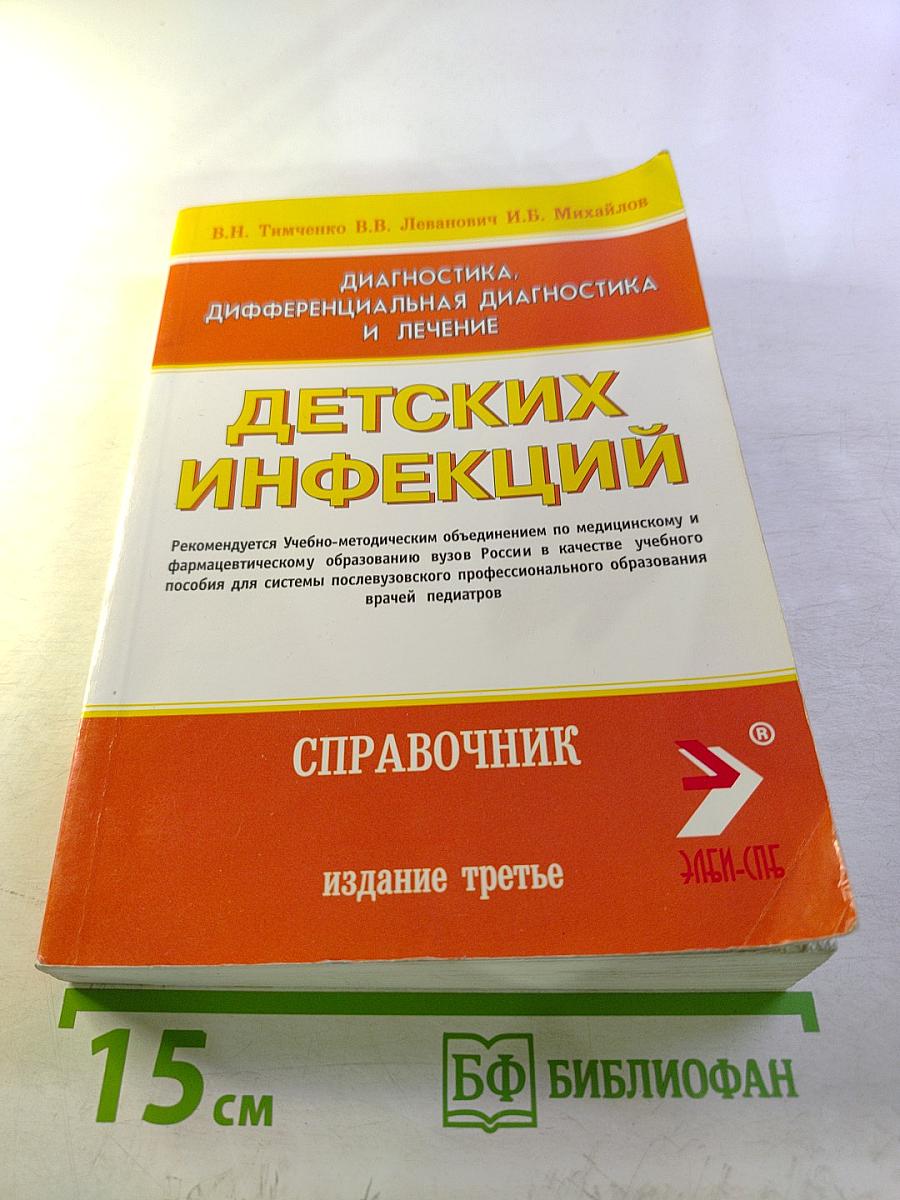 В.Н. Тимченко В.В. Леванович И.Б. Михайлов
ДИАГНОСТИКА,
ДИФФЕРЕНЦИАЛЬНАЯ ДИАГНОСТИКА
И ЛЕЧЕНИЕ
ДЕТСКИХ
ИНФЕКЦИЙ
Рекомендуется Учебно-методическим объединением по медицинскому и
фармацевтическому образованию вузов России в качестве учебного
пособия для системы послевузовского профессионального образования
врачей педиатров
СПРАВОЧНИК
®
издание третье
ЭЛБИ-СПБ
15 см
БФ БИБЛИОФАН